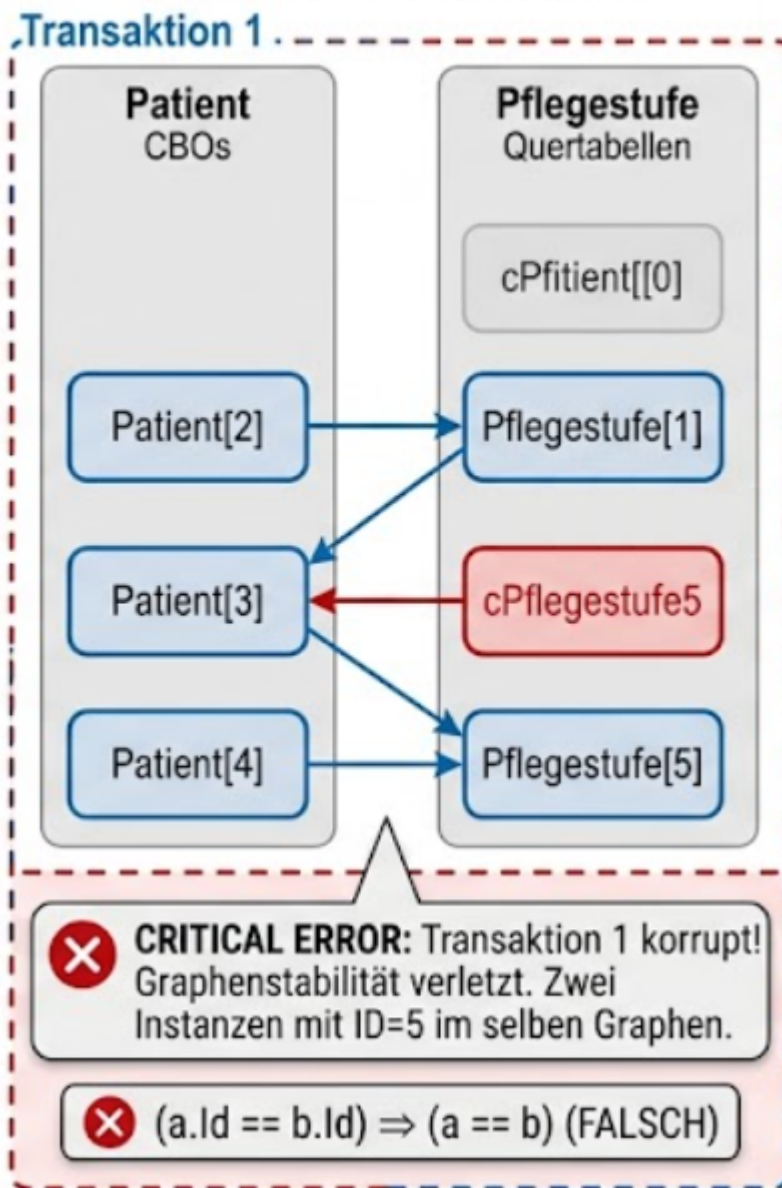 Transaktion 1
Patient
CBOs
Pflegestufe
Quertabellen
cPfitient[[0]
Patient[2]
Pflegestufe[1]
Patient[3]
cPflegestufe5
Patient[4]
Pflegestufe[5]
CRITICAL ERROR: Transaktion 1 korrupt!
Graphenstabilität verletzt. Zwei
Instanzen mit ID=5 im selben Graphen.
(a.Id == b.Id) ⇒ (a == b) (FALSCH)